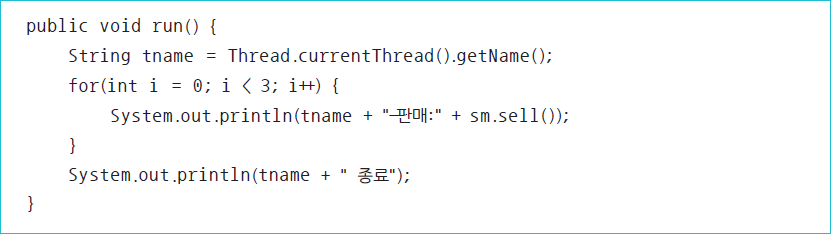 public void run() {
    String tname = Thread.currentThread().getName();
    for(int i = 0; i < 3; i++) {
        System.out.println(tname + "-판매:" + sm.sell());
    }
    System.out.println(tname + " 종료");
}